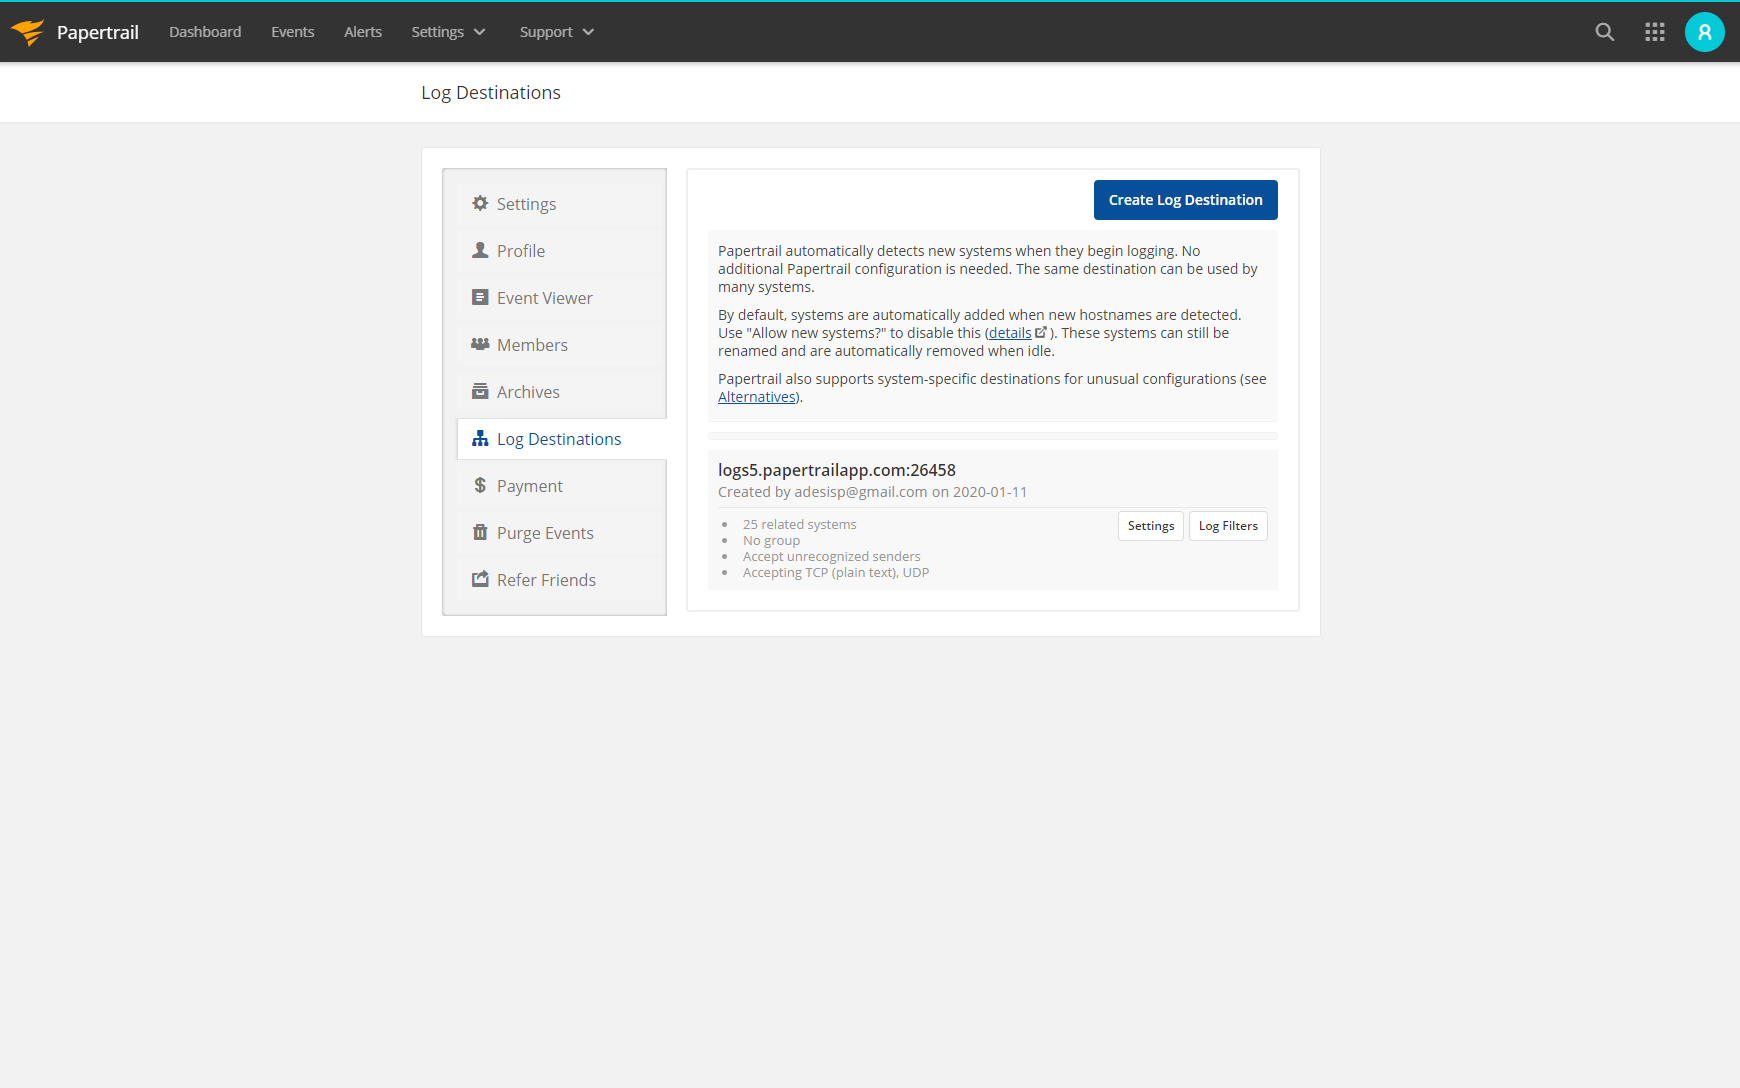 Papertrail
Dashboard
Events
Alerts
Settings
Support
Log Destinations
Settings
Profile
Event Viewer
Members
Archives
Log Destinations
Payment
Purge Events
Refer Friends
Create Log Destination
Papertrail automatically detects new systems when they begin logging. No
additional Papertrail configuration is needed. The same destination can be used by
many systems.
By default, systems are automatically added when new hostnames are detected.
Use "Allow new systems?" to disable this (details ). These systems can still be
renamed and are automatically removed when idle.
Papertrail also supports system-specific destinations for unusual configurations (see
Alternatives).
logs5.papertrailapp.com:26458
Created by adesisp@gmail.com on 2020-01-11
25 related systems
No group
Accept unrecognized senders
Accepting TCP (plain text), UDP
Settings
Log Filters